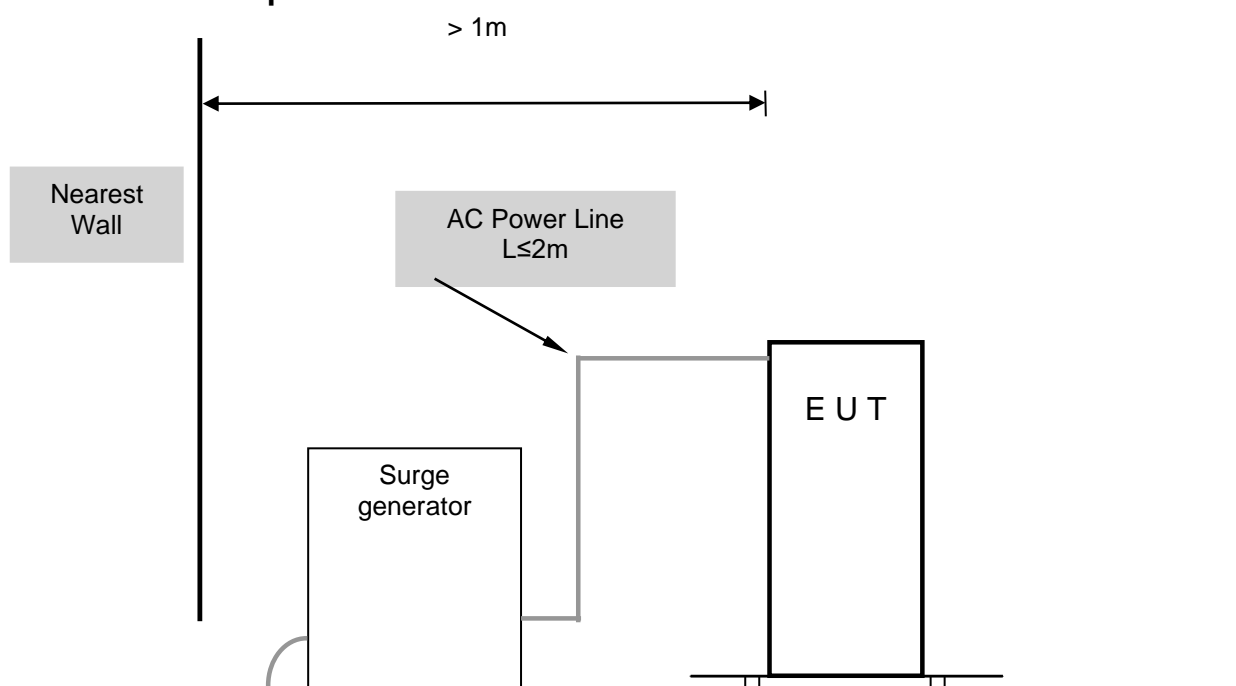 > 1m
Nearest
Wall
AC Power Line
L≤2m
E U T
Surge
generator